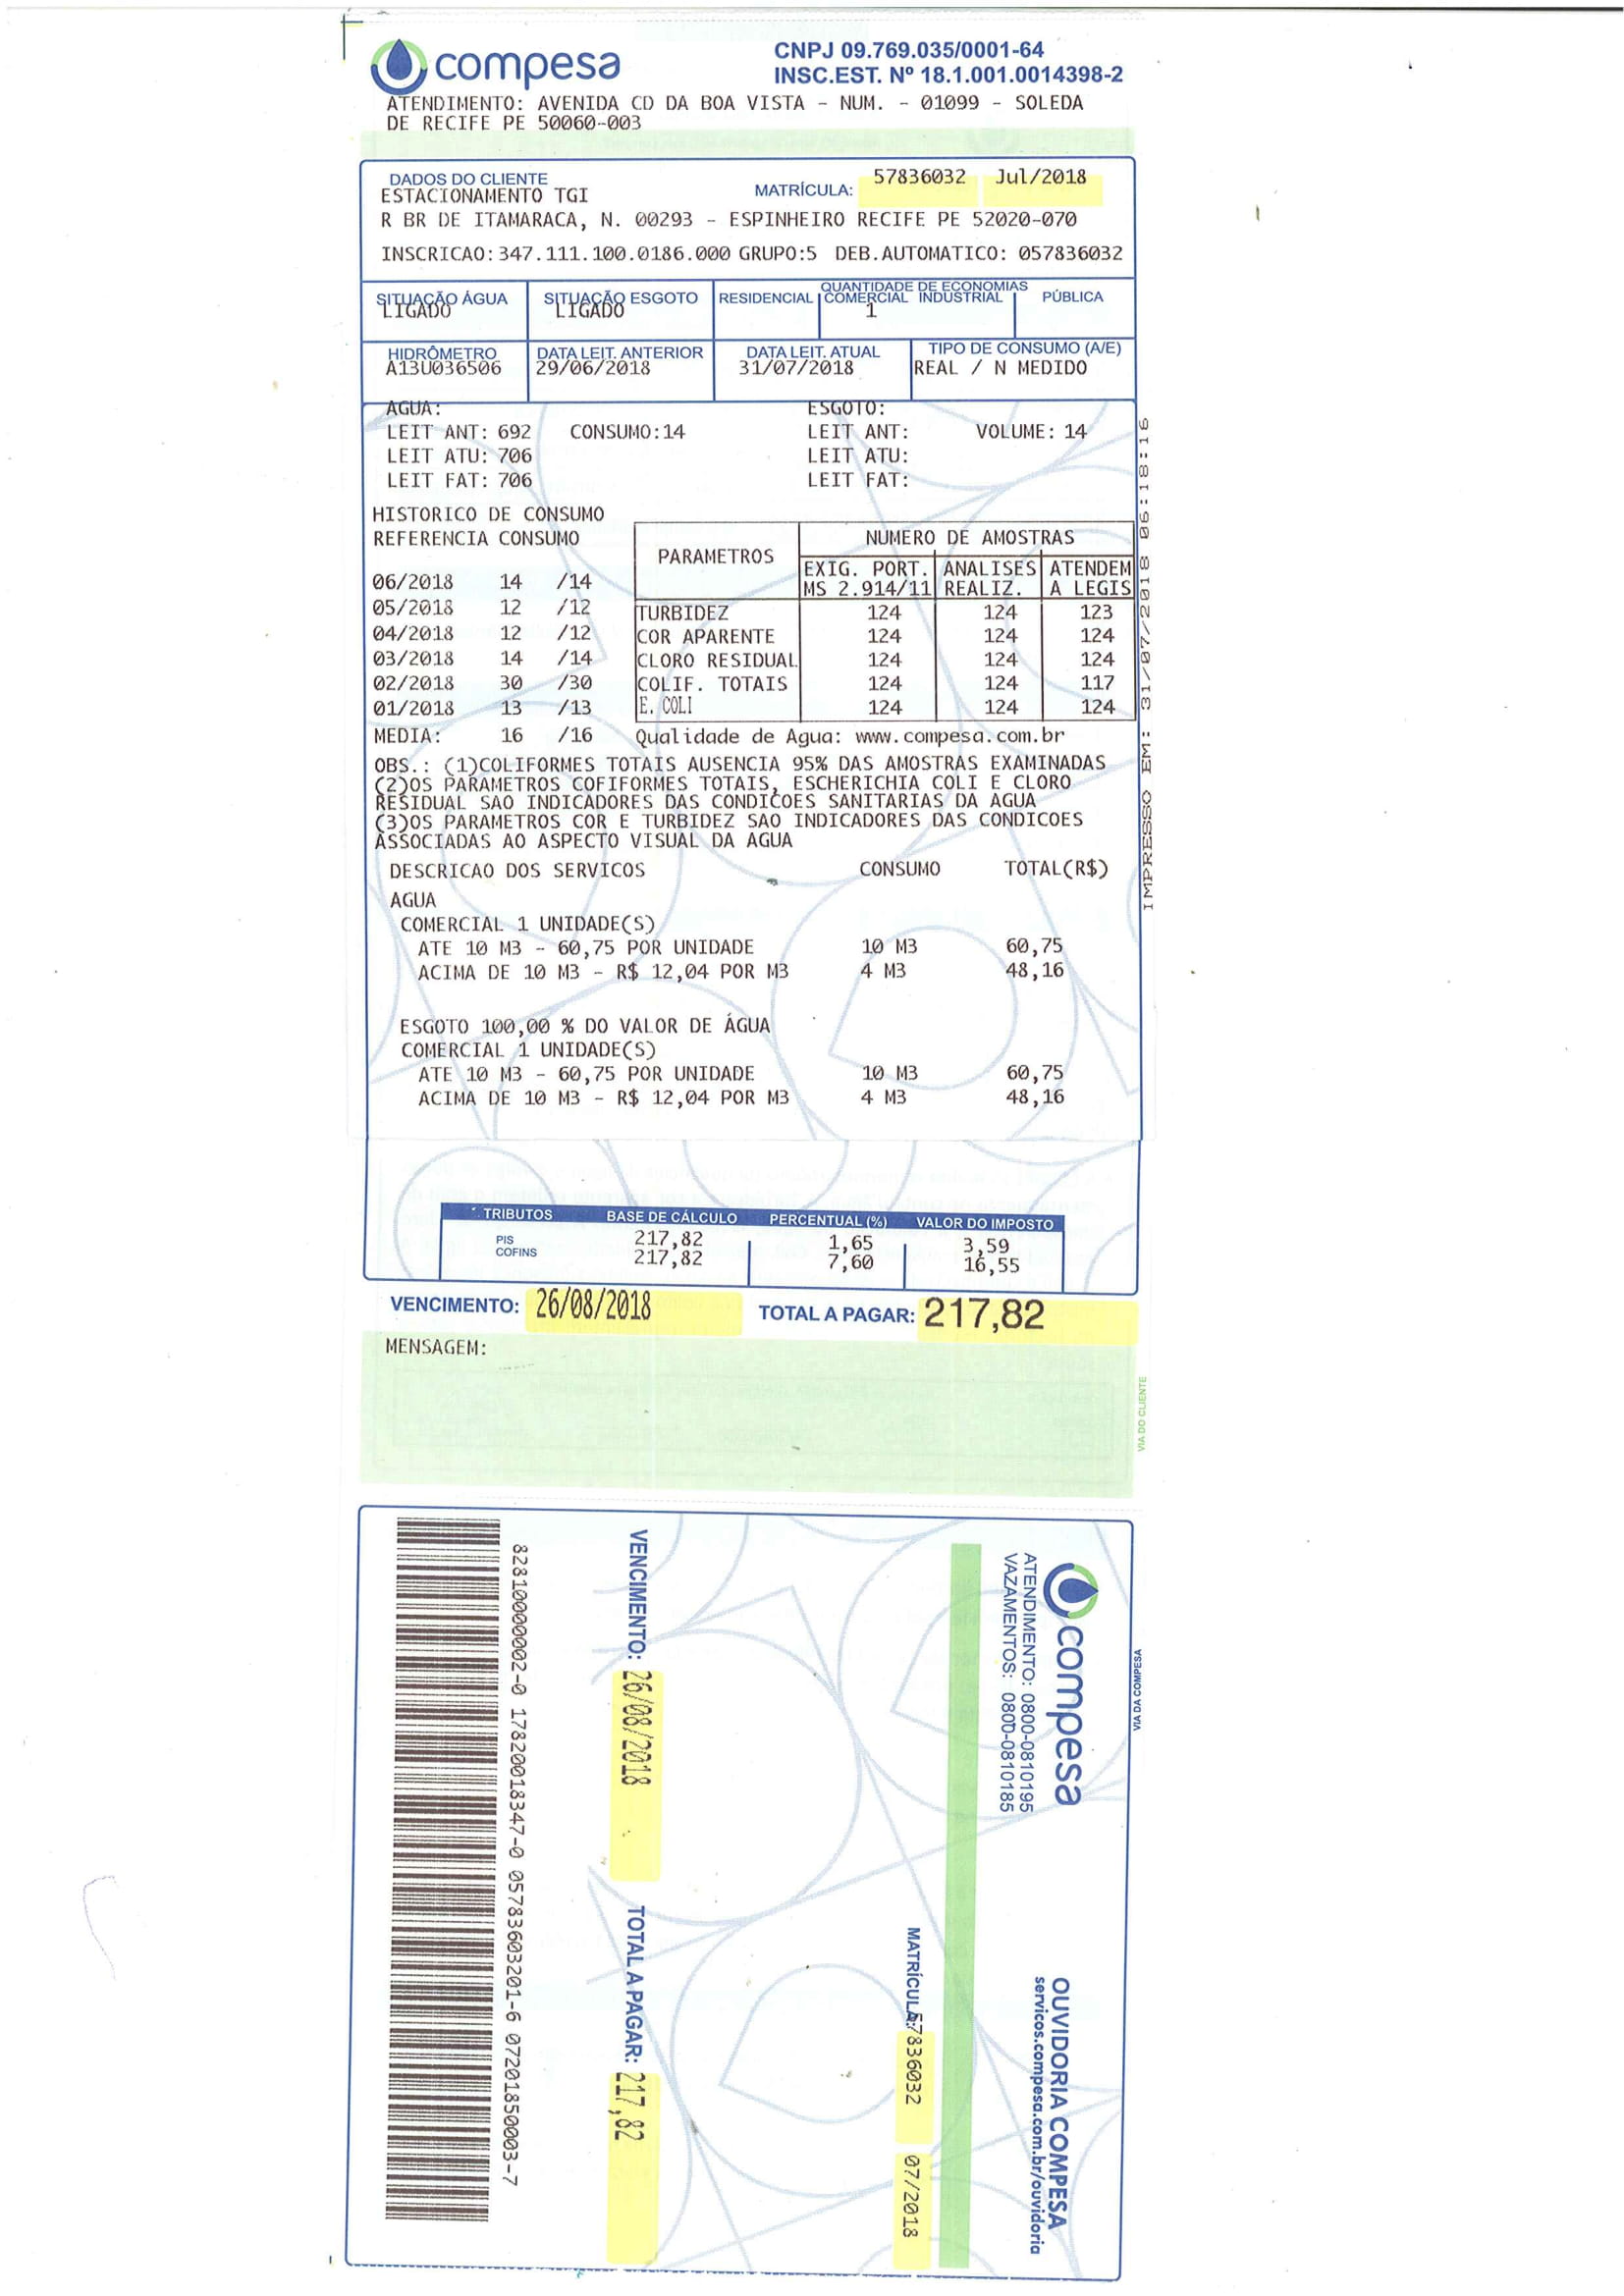 compesa
CNPJ 09.769.035/0001-64
INSC.EST. Nº 18.1.001.0014398-2
ATENDIMENTO: AVENIDA CD DA BOA VISTA - NUM. - 01099 - SOLEDA
DE RECIFE PE 50060-003
DADOS DO CLIENTE
ESTACIONAMENTO TGI
MATRÍCULA: 57836032 Jul/2018
R BR DE ITAMARACA, N. 00293 - ESPINHEIRO RECIFE PE 52020-070
INSCRICAO:347.111.100.0186.000 GRUPO:5 DEB.AUTOMATICO: 057836032
SITUAÇÃO ÁGUA SITUAÇÃO ESGOTO RESIDENCIAL QUANTIDADE DE ECONOMIAS COMERCIAL INDUSTRIAL PÚBLICA
LIGADO LIGADO 1
HIDRÔMETRO DATA LEIT. ANTERIOR DATA LEIT. ATUAL TIPO DE CONSUMO (A/E)
A13U036506 29/06/2018 31/07/2018 REAL / N MEDIDO
AGUA: ESGOTO:
LEIT ANT: 692 CONSUMO:14 LEIT ANT: VOLUME: 14
LEIT ATU: 706 LEIT ATU:
LEIT FAT: 706 LEIT FAT:
HISTORICO DE CONSUMO
REFERENCIA CONSUMO
06/2018 14 /14
05/2018 12 /12
04/2018 12 /12
03/2018 14 /14
02/2018 30 /30
01/2018 13 /13
MEDIA: 16 /16
PARAMETROS NUMERO DE AMOSTRAS
EXIG. PORT. MS 2.914/11 ANALISES REALIZ. ATENDEM A LEGIS
TURBIDEZ 124 124 123
COR APARENTE 124 124 124
CLORO RESIDUAL 124 124 124
COLIF. TOTAIS 124 124 117
E. COLI 124 124 124
Qualidade de Agua: www.compesa.com.br
OBS.: (1)COLIFORMES TOTAIS AUSENCIA 95% DAS AMOSTRAS EXAMINADAS
(2)OS PARAMETROS COFIFORMES TOTAIS, ESCHERICHIA COLI E CLORO
RESIDUAL SAO INDICADORES DAS CONDICOES SANITARIAS DA AGUA
(3)OS PARAMETROS COR E TURBIDEZ SAO INDICADORES DAS CONDICOES
ASSOCIADAS AO ASPECTO VISUAL DA AGUA
IMPRESSO EM: 31/07/2018 06:18:16
DESCRICAO DOS SERVICOS CONSUMO TOTAL(R$)
AGUA
COMERCIAL 1 UNIDADE(S)
ATE 10 M3 - 60,75 POR UNIDADE 10 M3 60,75
ACIMA DE 10 M3 - R$ 12,04 POR M3 4 M3 48,16
ESGOTO 100,00 % DO VALOR DE ÁGUA
COMERCIAL 1 UNIDADE(S)
ATE 10 M3 - 60,75 POR UNIDADE 10 M3 60,75
ACIMA DE 10 M3 - R$ 12,04 POR M3 4 M3 48,16
TRIBUTOS BASE DE CÁLCULO PERCENTUAL (%) VALOR DO IMPOSTO
PIS 217,82 1,65 3,59
COFINS 217,82 7,60 16,55
VENCIMENTO: 26/08/2018 TOTAL A PAGAR: 217,82
MENSAGEM:
VIA DO CLIENTE
VIA DA COMPESA
compesa
OUVIDORIA COMPESA
servicos.compesa.com.br/ouvidoria
ATENDIMENTO: 0800-0810195
VAZAMENTOS: 0800-0810185
MATRÍCULA:57836032 07/2018
VENCIMENTO: 26/08/2018 TOTAL A PAGAR: 217,82
82810000002-0 17820018347-0 05783603201-6 07201850003-7